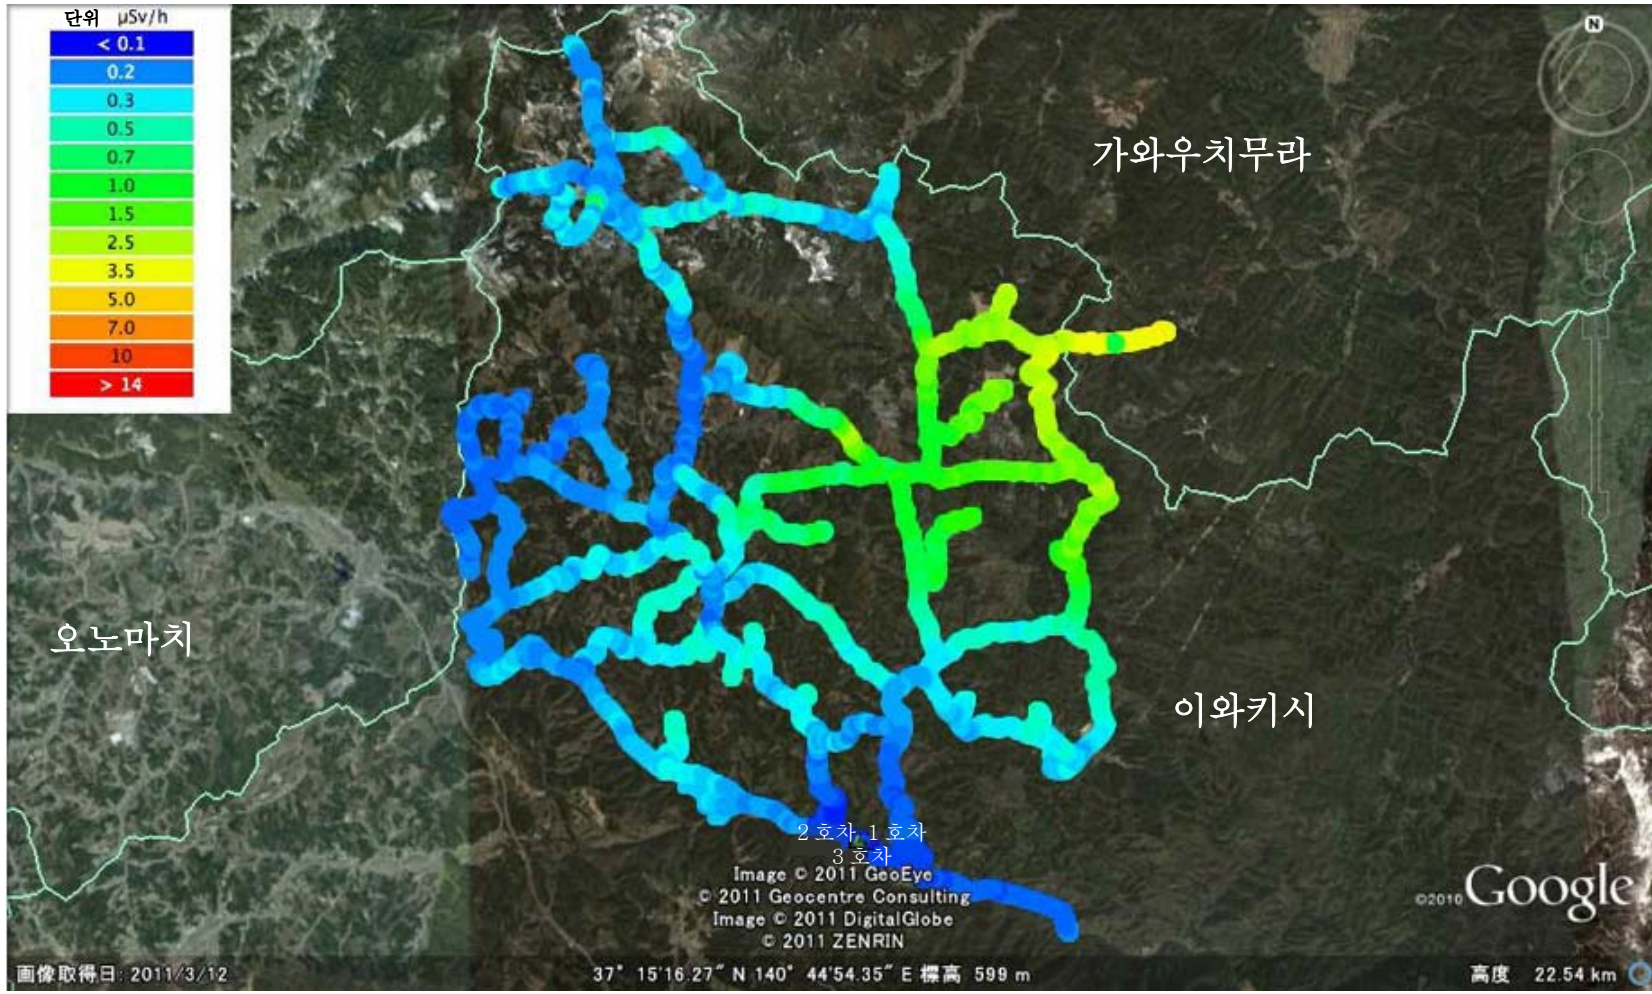 단위 μSv/h
< 0.1
0.2
0.3
0.5
0.7
1.0
1.5
2.5
3.5
5.0
7.0
10
> 14
N
가와우치무라
오노마치
이와키시
2호차 1호차
3호차
Image © 2011 GeoEye
© 2011 Geocentre Consulting
Image © 2011 DigitalGlobe
© 2011 ZENRIN
©2010 Google
画像取得日: 2011/3/12
37° 15'16.27" N 140° 44'54.35" E 標高 599 m
高度 22.54 km